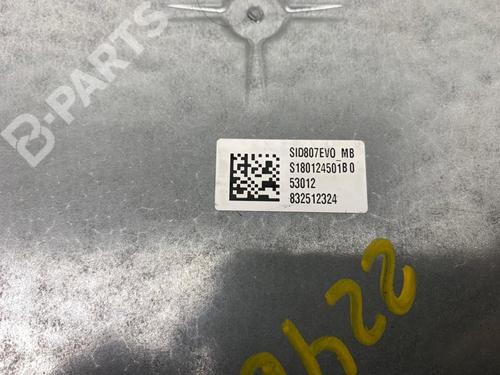 B-PARTS
SID807EVO_MB
S180124501B 0
53012
832512324